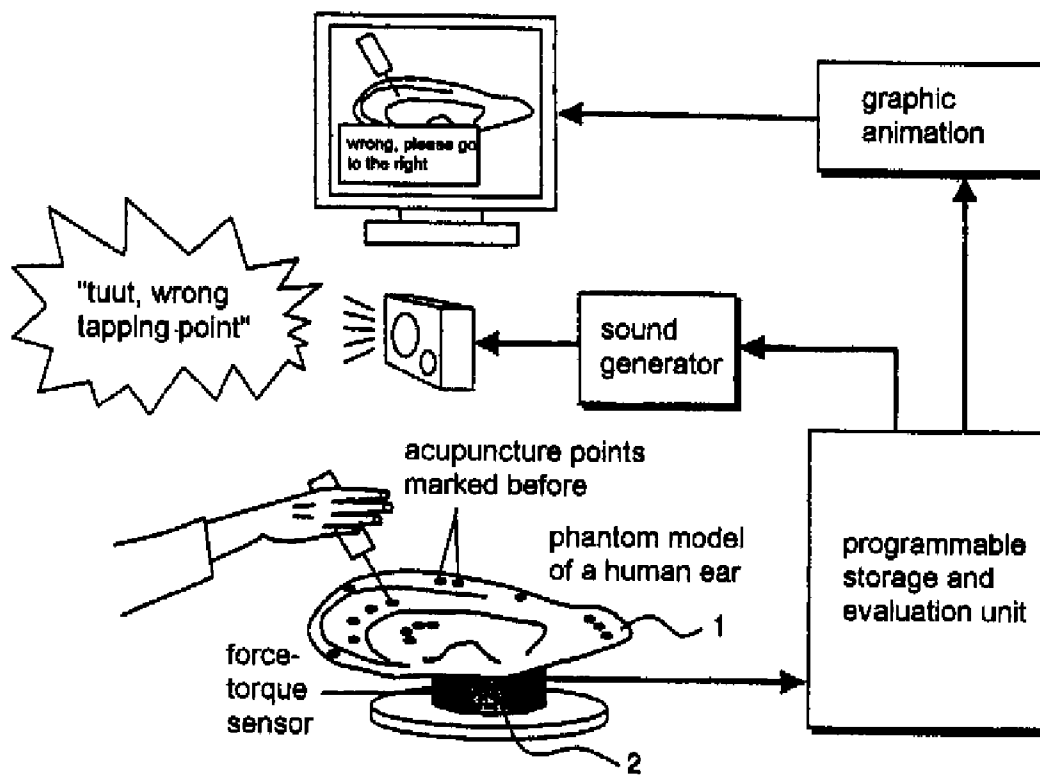 graphic
animation
wrong, please go
to the right
"tuut, wrong
tapping-point"
sound
generator
acupuncture points
marked before
phantom model
of a human ear
1
programmable
storage and
evaluation unit
force-
torque
sensor
2